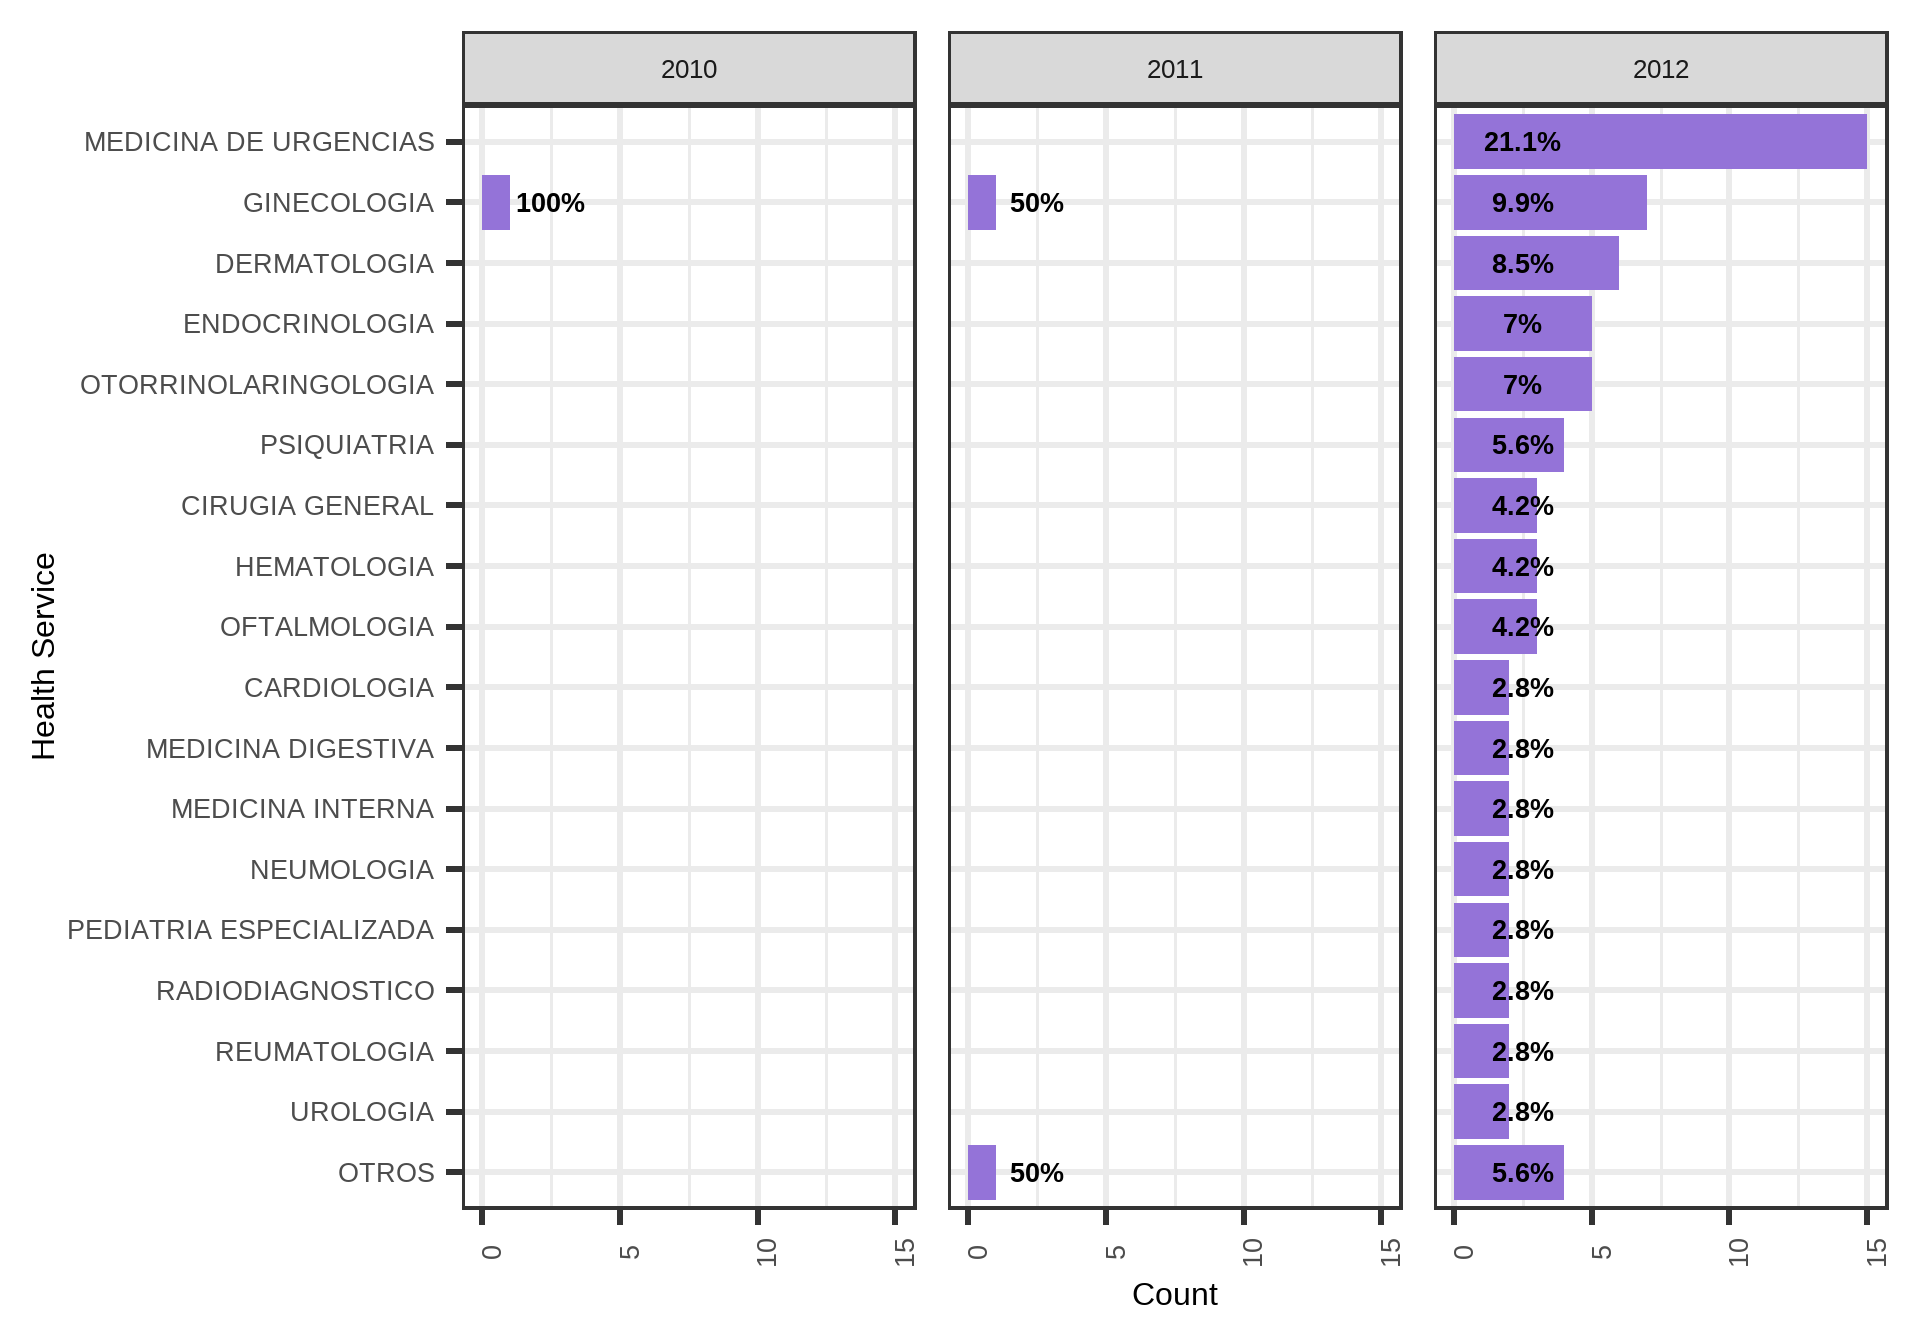 2010 2011 2012
MEDICINA DE URGENCIAS 21.1%
GINECOLOGIA 100% 50% 9.9%
DERMATOLOGIA 8.5%
ENDOCRINOLOGIA 7%
OTORRINOLARINGOLOGIA 7%
PSIQUIATRIA 5.6%
CIRUGIA GENERAL 4.2%
HEMATOLOGIA 4.2%
OFTALMOLOGIA 4.2%
CARDIOLOGIA 2.8%
MEDICINA DIGESTIVA 2.8%
MEDICINA INTERNA 2.8%
NEUMOLOGIA 2.8%
PEDIATRIA ESPECIALIZADA 2.8%
RADIODIAGNOSTICO 2.8%
REUMATOLOGIA 2.8%
UROLOGIA 2.8%
OTROS 50% 5.6%
0 5 10 15 0 5 10 15 0 5 10 15
Count
Health Service